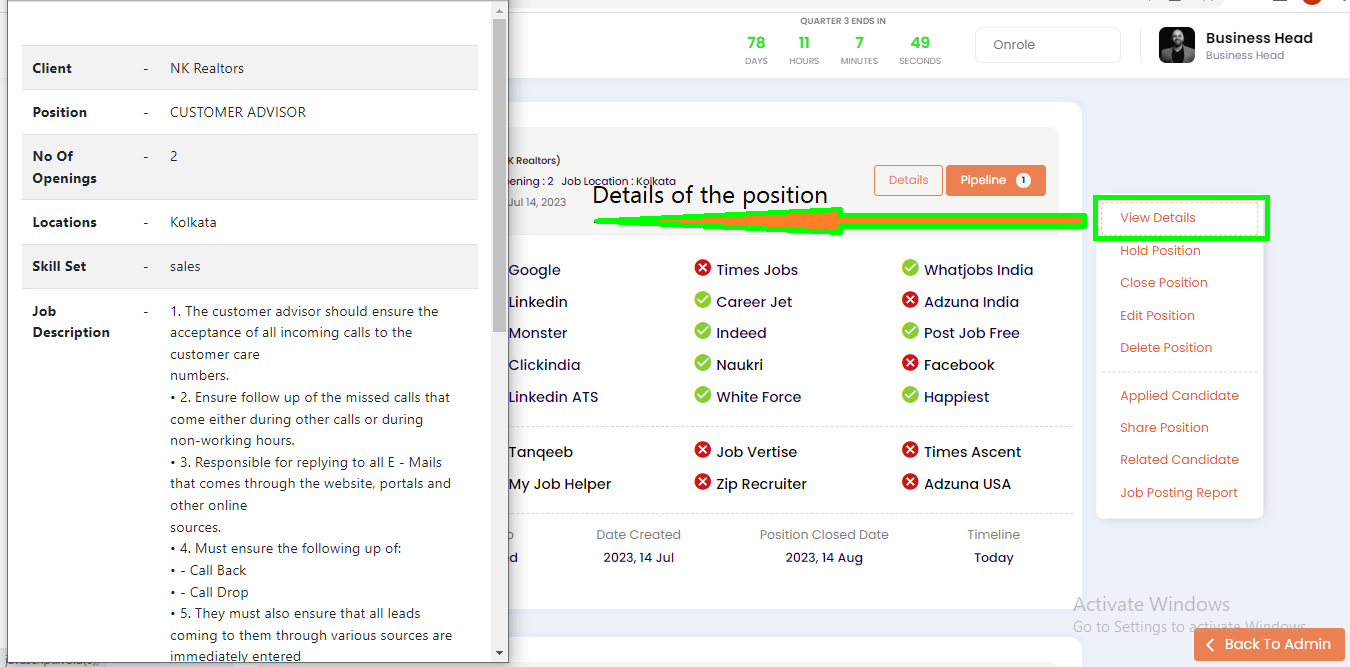 Client - NK Realtors
Position - CUSTOMER ADVISOR
No Of Openings - 2
Locations - Kolkata
Skill Set - sales
Job Description - 1. The customer advisor should ensure the
acceptance of all incoming calls to the
customer care
numbers.
• 2. Ensure follow up of the missed calls that
come either during other calls or during
non-working hours.
• 3. Responsible for replying to all E - Mails
that comes through the website, portals and
other online
sources.
• 4. Must ensure the following up of:
• - Call Back
• - Call Drop
• 5. They must also ensure that all leads
coming to them through various sources are
immediately entered
QUARTER 3 ENDS IN
78 11 7 49
DAYS HOURS MINUTES SECONDS
Onrole
Business Head
Business Head
K Realtors)
ening : 2 Job Location : Kolkata
Jul 14, 2023
Details
Pipeline 1
Details of the position
Google Times Jobs Whatjobs India
Linkedin Career Jet Adzuna India
Monster Indeed Post Job Free
Clickindia Naukri Facebook
Linkedin ATS White Force Happiest
Tanqeeb Job Vertise Times Ascent
My Job Helper Zip Recruiter Adzuna USA
Date Created Position Closed Date Timeline
2023, 14 Jul 2023, 14 Aug Today
View Details
Hold Position
Close Position
Edit Position
Delete Position
Applied Candidate
Share Position
Related Candidate
Job Posting Report
Activate Windows
Go to Settings to activate Windows.
Back To Admin